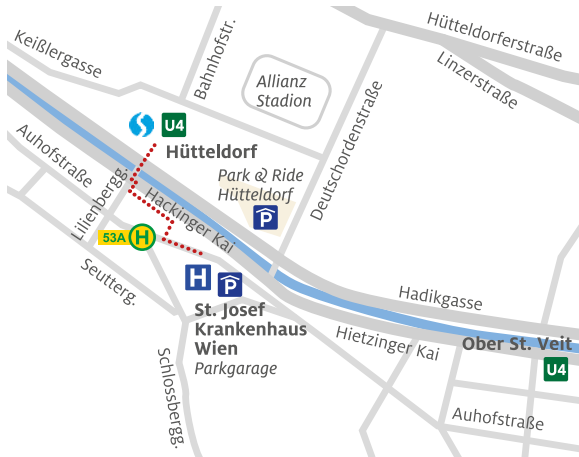 Hütteldorferstraße
Keißlergasse
Bahnhofstr.
Linzerstraße
Allianz
Stadion
Auhofstraße
U4
Hütteldorf
Park & Ride
Hütteldorf
P
Deutschordenstraße
Lilienbergg.
Hackinger Kai
53A H
Seutterg.
H P
St. Josef
Krankenhaus
Wien
Parkgarage
Hadikgasse
Hietzinger Kai
Ober St. Veit
U4
Schlossbergg.
Auhofstraße